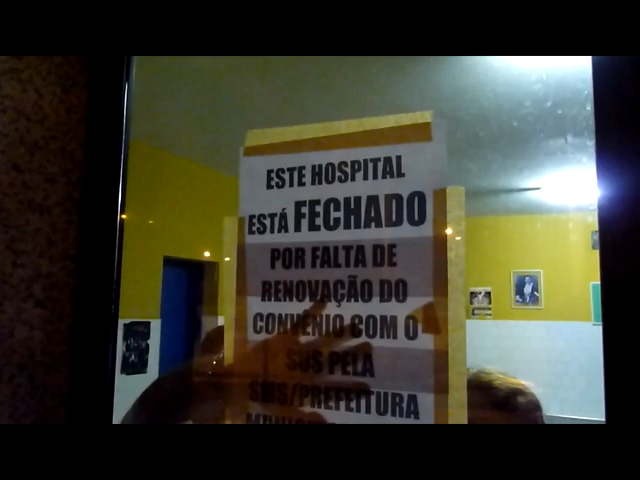 ESTE HOSPITAL
ESTÁ FECHADO
POR FALTA DE
RENOVAÇÃO DO
CONVÊNIO COM O
SUS PELA
SMS/PREFEITURA